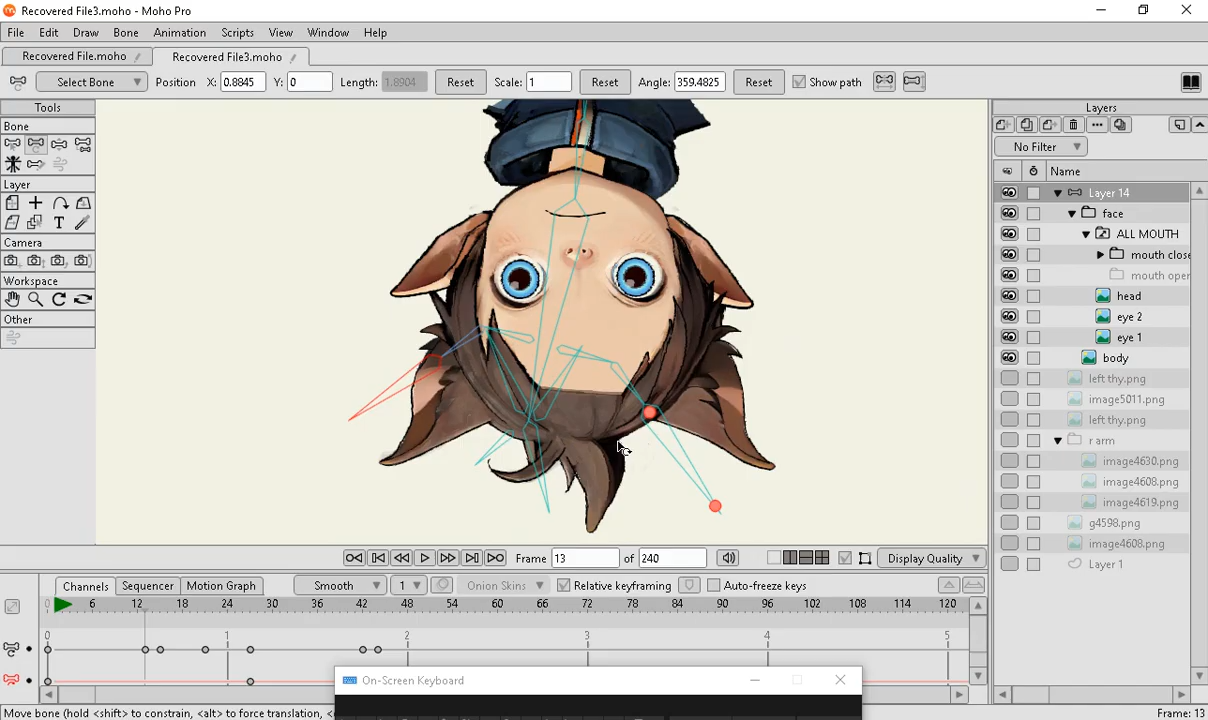 Recovered File3.moho - Moho Pro
File Edit Draw Bone Animation Scripts View Window Help
Recovered File.moho Recovered File3.moho
Select Bone Position X: 0.8845 Y: 0 Length: 1.8904 Reset Scale: 1 Reset Angle: 359.4825 Reset Show path
Tools
Bone
Layer
Camera
Workspace
Other
Layers
No Filter
Name
Layer 14
face
ALL MOUTH
mouth close
mouth open
head
eye 2
eye 1
body
left thy.png
image5011.png
left thy.png
r arm
image4630.png
image4608.png
image4619.png
g4598.png
image4608.png
Layer 1
Frame 13 of 240 Display Quality
Channels Sequencer Motion Graph Smooth 1 Onion Skins Relative keyframing Auto-freeze keys
0 6 12 18 24 30 36 42 48 54 60 66 72 78 84 90 96 102 108 114 120
0 1 2 3 4 5
On-Screen Keyboard
Move bone (hold <shift> to constrain, <alt> to force translation, <
Frame: 13